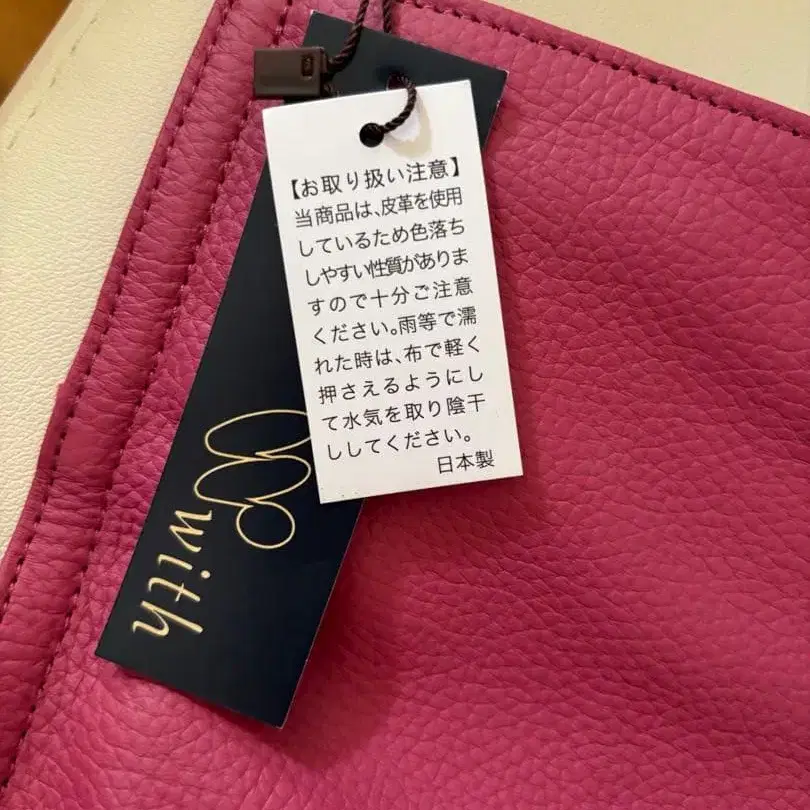 【お取り扱い注意】
当商品は、皮革を使用
しているため色落ち
しやすい性質がありま
すので十分ご注意
ください。雨等で濡
れた時は、布で軽く
押さえるようにし
て水気を取り陰干
ししてください。
日本製
with